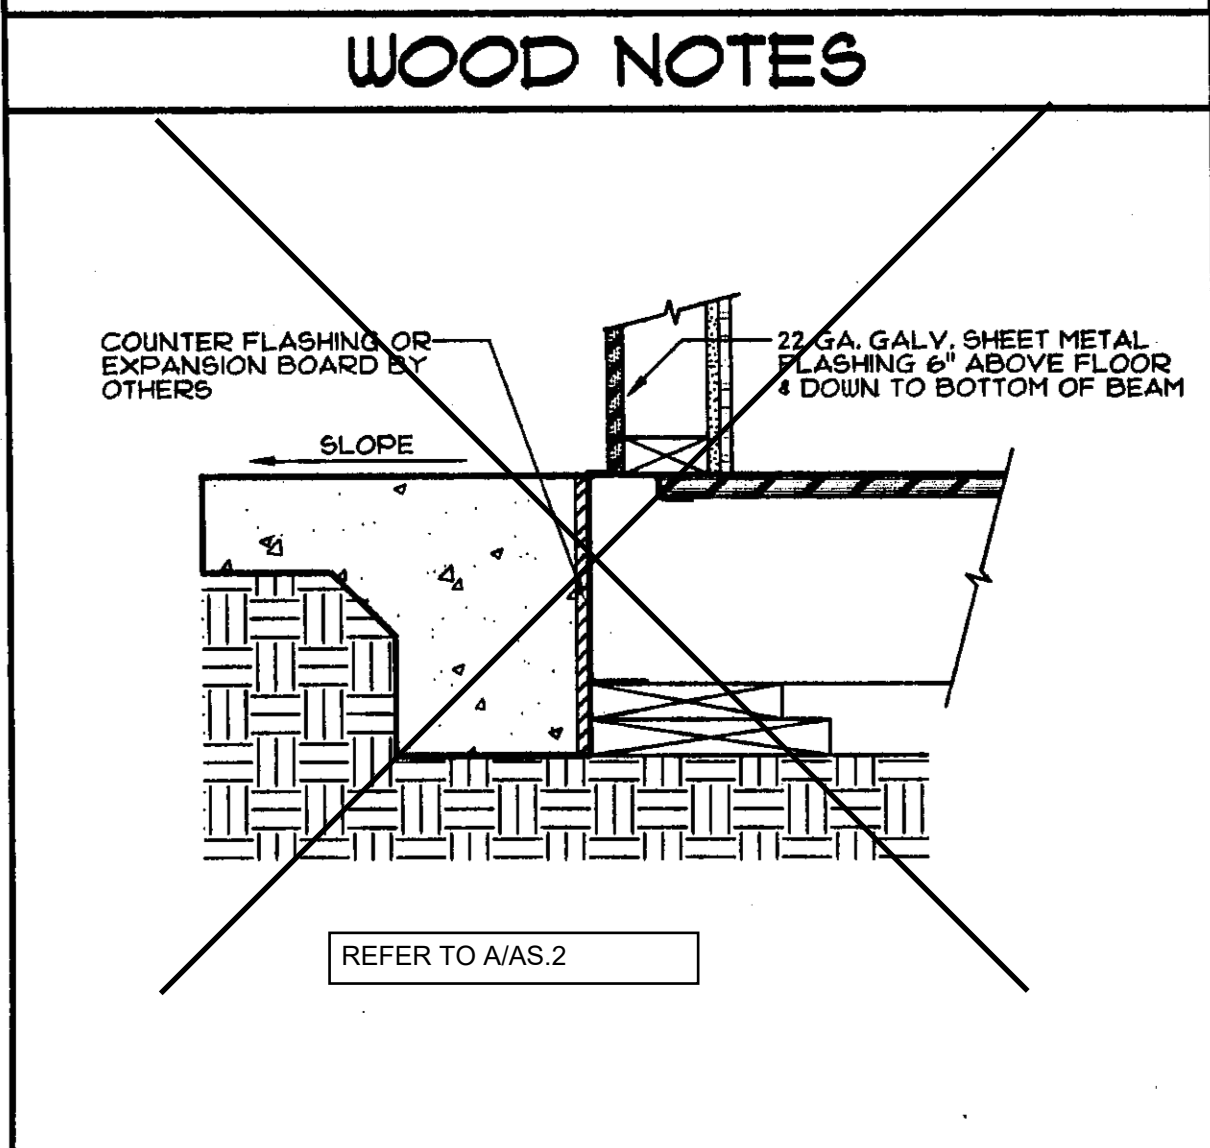 WOOD NOTES
COUNTER FLASHING OR
EXPANSION BOARD BY
OTHERS
22 GA. GALV. SHEET METAL
FLASHING 6" ABOVE FLOOR
& DOWN TO BOTTOM OF BEAM
SLOPE
REFER TO A/AS.2